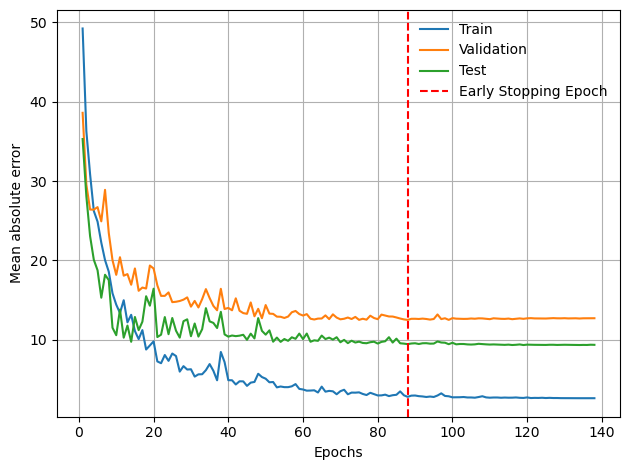 50
40
30
20
10
0
20
40
60
80
100
120
140
Mean absolute error
Epochs
Train
Validation
Test
Early Stopping Epoch